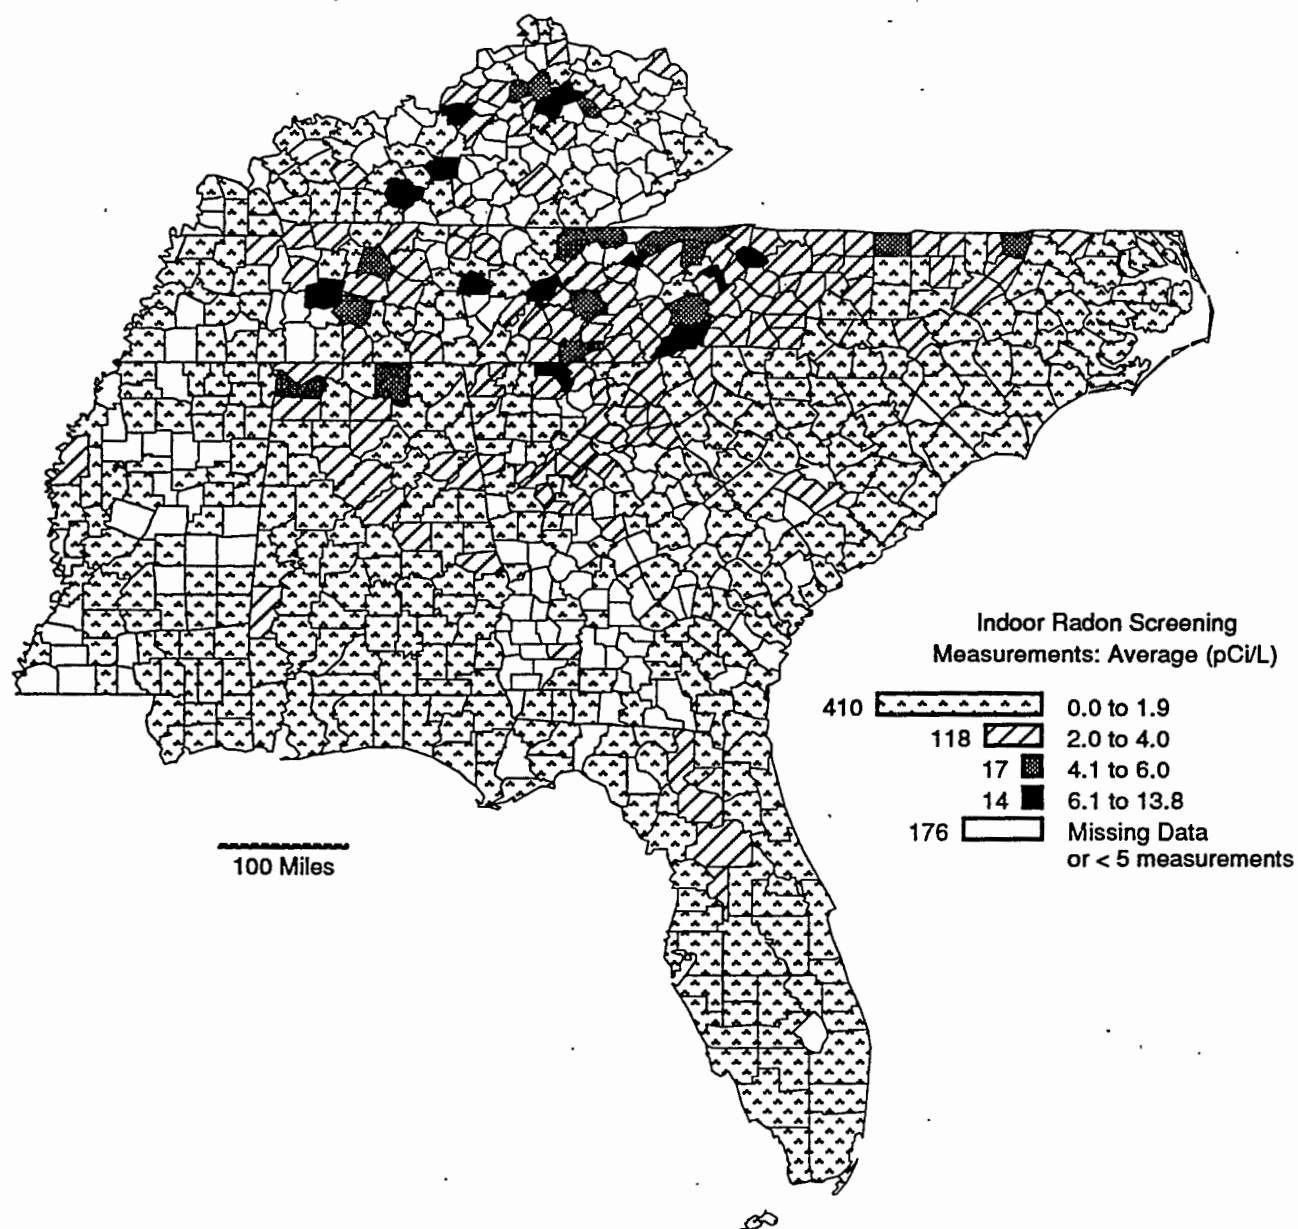 Indoor Radon Screening
Measurements: Average (pCi/L)
410 0.0 to 1.9
118 2.0 to 4.0
17 4.1 to 6.0
14 6.1 to 13.8
176 Missing Data
or < 5 measurements
100 Miles